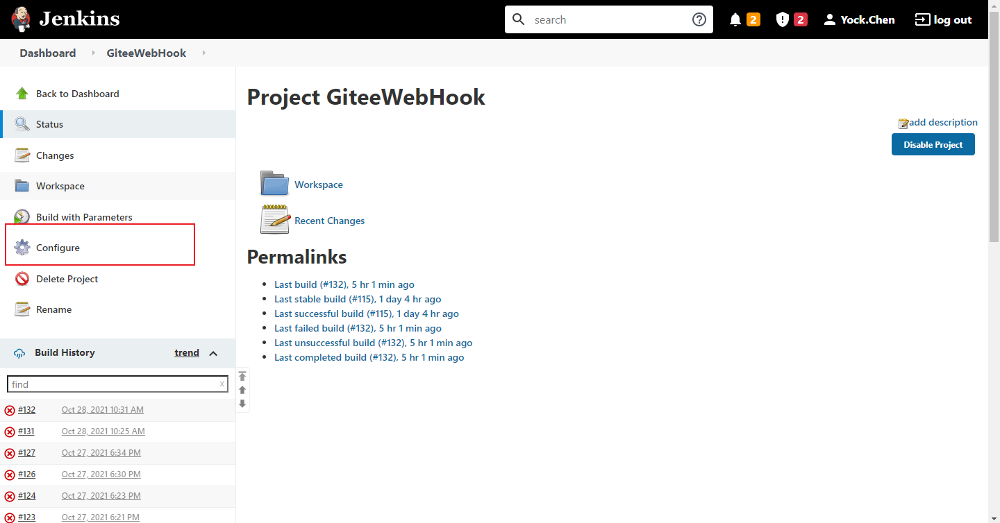 Jenkins
search
2
2
Yock.Chen
log out
Dashboard
GiteeWebHook
Back to Dashboard
Status
Changes
Workspace
Build with Parameters
Configure
Delete Project
Rename
Build History
trend
find
x
#132 Oct 28, 2021 10:31 AM
#131 Oct 28, 2021 10:25 AM
#127 Oct 27, 2021 6:34 PM
#126 Oct 27, 2021 6:30 PM
#124 Oct 27, 2021 6:23 PM
#123 Oct 27, 2021 6:21 PM
Project GiteeWebHook
add description
Disable Project
Workspace
Recent Changes
Permalinks
Last build (#132), 5 hr 1 min ago
Last stable build (#115), 1 day 4 hr ago
Last successful build (#115), 1 day 4 hr ago
Last failed build (#132), 5 hr 1 min ago
Last unsuccessful build (#132), 5 hr 1 min ago
Last completed build (#132), 5 hr 1 min ago